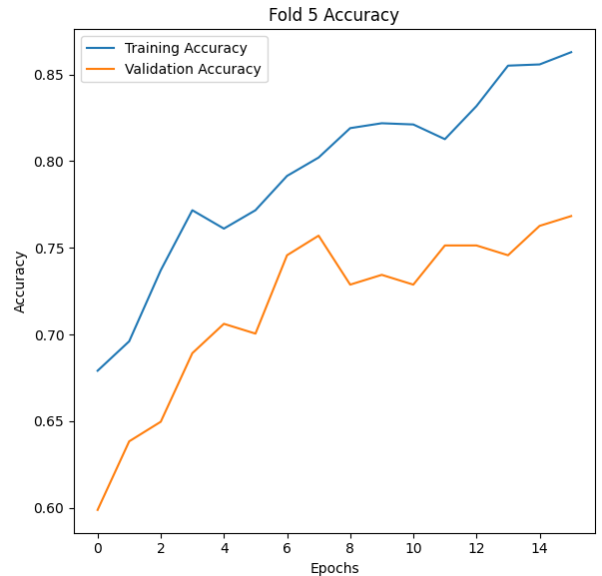 Fold 5 Accuracy
Training Accuracy
Validation Accuracy
0.85
0.80
0.75
0.70
0.65
0.60
Accuracy
0 2 4 6 8 10 12 14
Epochs